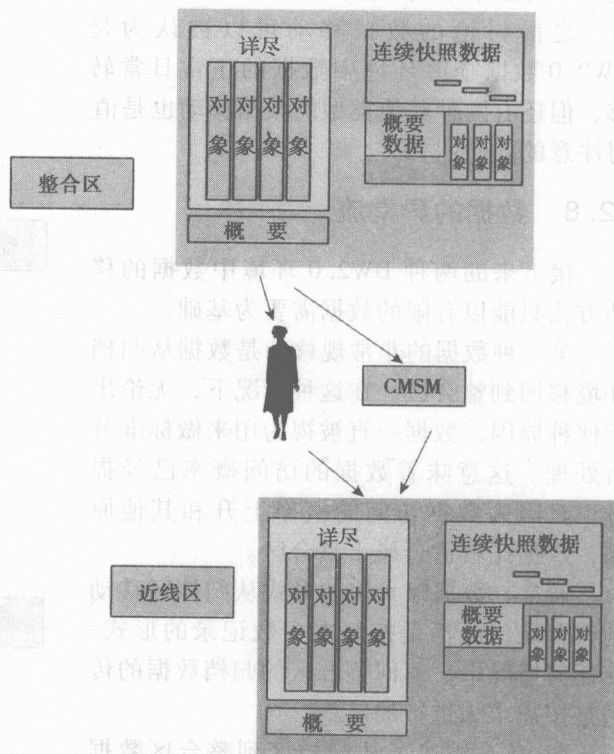 详尽
对象 对象 对象 对象
概 要
连续快照数据
概要
数据
对象 对象 对象
整合区
CMSM
近线区
详尽
对象 对象 对象 对象
概 要
连续快照数据
概要
数据
对象 对象 对象